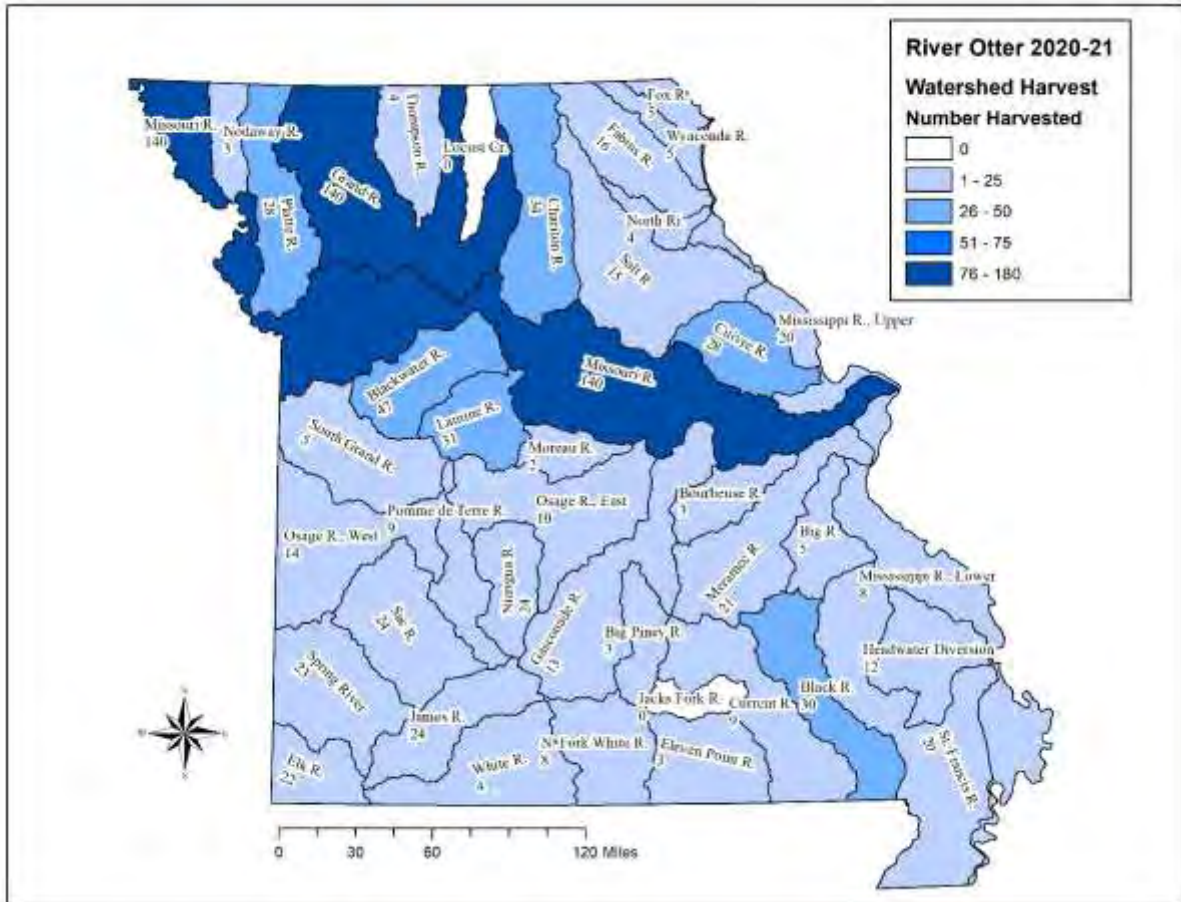 River Otter 2020-21
Watershed Harvest
Number Harvested
0
1 - 25
26 - 50
51 - 75
76 - 180
Missouri R.
140
Nodaway R.
Platte R.
28
Grand R.
140
Thompson R.
4
Locust Cr.
0
Chariton R.
Fox R.
Wyaconda R.
5
Fabius R.
16
North Ri
4
Salt R.
15
Cuivre R.
28
Mississippi R., Upper
20
Missouri R.
140
Blackwater R.
47
Lamine R.
31
Moreau R.
2
South Grand R.
5
Osage R., East
10
Pomme de Terre R.
9
Osage R., West
14
Bourbeuse R.
Big R.
5
Meramec R.
21
Mississippi R., Lower
8
Niangua R.
24
Sac R.
24
Gasconade R.
13
Big Piney R.
3
Headwater Diversion
12
Spring River
23
James R.
24
Jacks Fork R.
0
Current R.
9
Black R.
30
Elk R.
22
White R.
4
N Fork White R.
8
Eleven Point R.
3
St. Francis R.
20
N
W
E
S
0
30
60
120 Miles